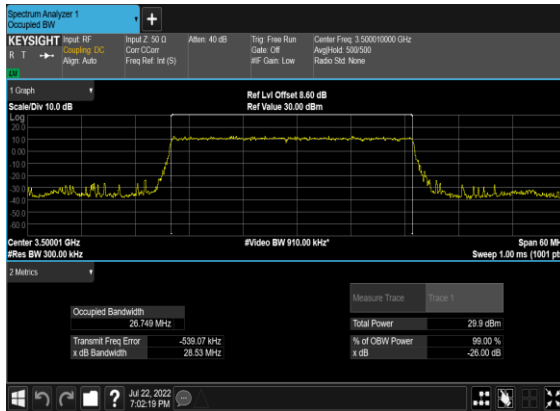 Spectrum Analyzer 1
Occupied BW
KEYSIGHT Input: RF Input Z: 50 Ω Atten: 40 dB Trig: Free Run Center Freq: 3.500010000 GHz
R T Coupling: DC Corr CCorr Gate: Off Avg|Hold: 500/500
Align: Auto Freq Ref: Int (S) #IF Gain: Low Radio Std: None
LXI
1 Graph
Ref Lvl Offset 8.60 dB
Scale/Div 10.0 dB Ref Value 30.00 dBm
Log
20.0
10.0
0.00
-10.0
-20.0
-30.0
-40.0
-50.0
-60.0
Center 3.50001 GHz #Video BW 910.00 kHz* Span 60 MH
#Res BW 300.00 kHz Sweep 1.00 ms (1001 pt
2 Metrics
Measure Trace Trace 1
Occupied Bandwidth
26.749 MHz
Total Power 29.9 dBm
Transmit Freq Error -539.07 kHz % of OBW Power 99.00 %
x dB Bandwidth 28.53 MHz x dB -26.00 dB
? Jul 22, 2022
7:02:19 PM